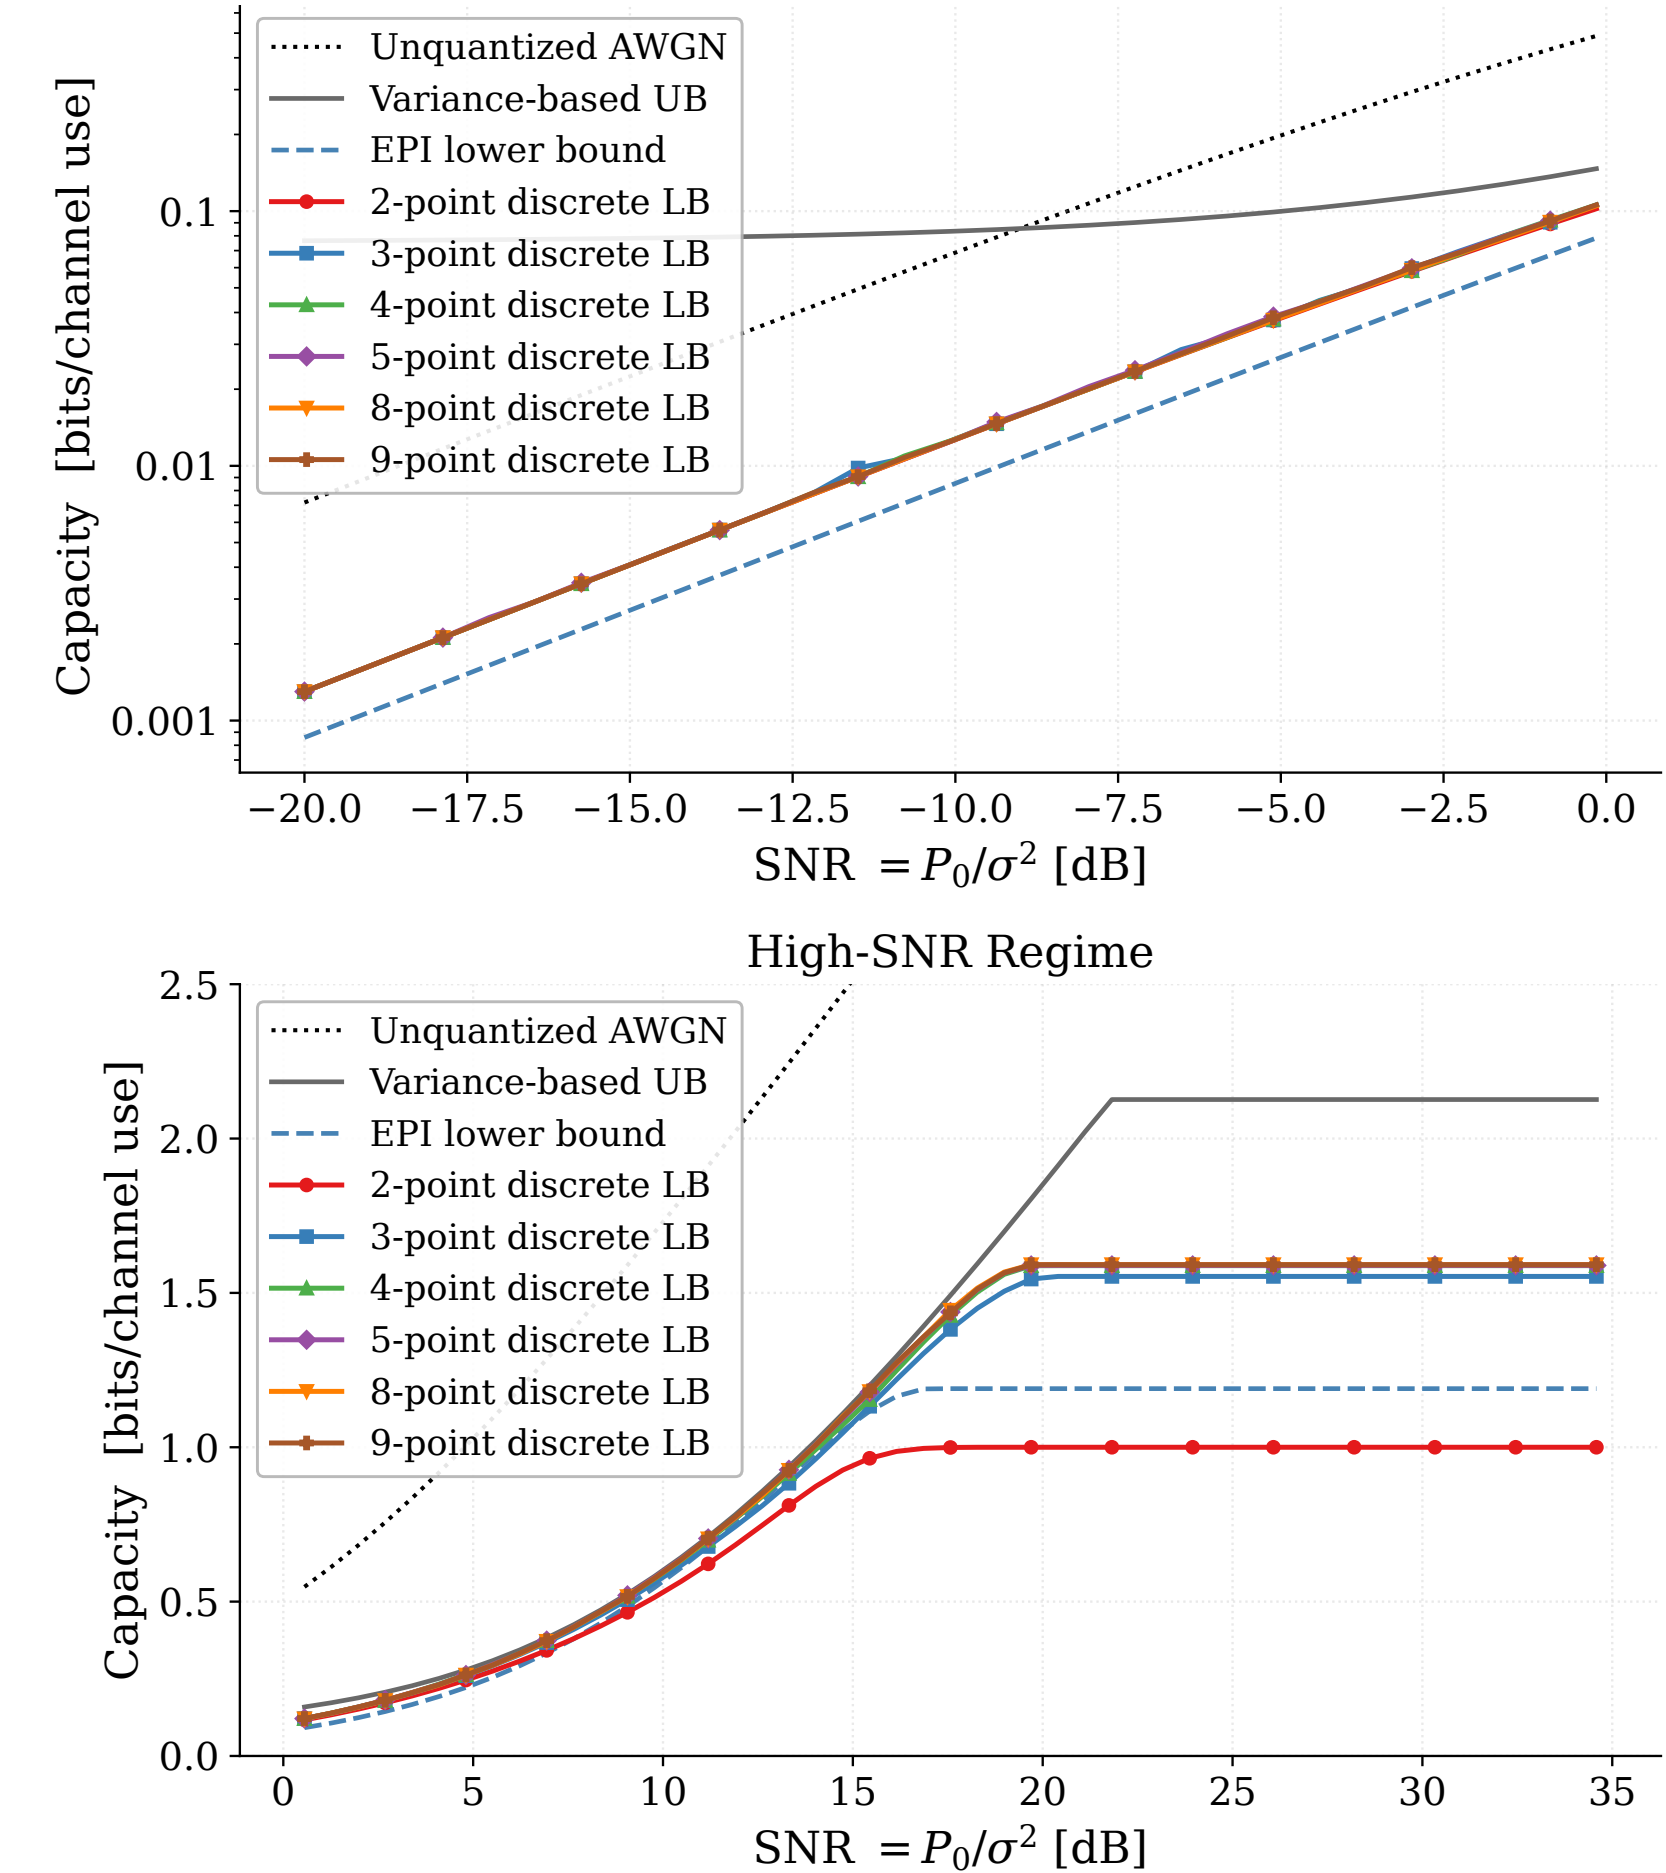 Capacity [bits/channel use]
0.1
0.01
0.001
Unquantized AWGN
Variance-based UB
EPI lower bound
2-point discrete LB
3-point discrete LB
4-point discrete LB
5-point discrete LB
8-point discrete LB
9-point discrete LB
−20.0 −17.5 −15.0 −12.5 −10.0 −7.5 −5.0 −2.5 0.0
SNR = P₀/σ² [dB]
High-SNR Regime
Capacity [bits/channel use]
2.5
2.0
1.5
1.0
0.5
0.0
Unquantized AWGN
Variance-based UB
EPI lower bound
2-point discrete LB
3-point discrete LB
4-point discrete LB
5-point discrete LB
8-point discrete LB
9-point discrete LB
0 5 10 15 20 25 30 35
SNR = P₀/σ² [dB]